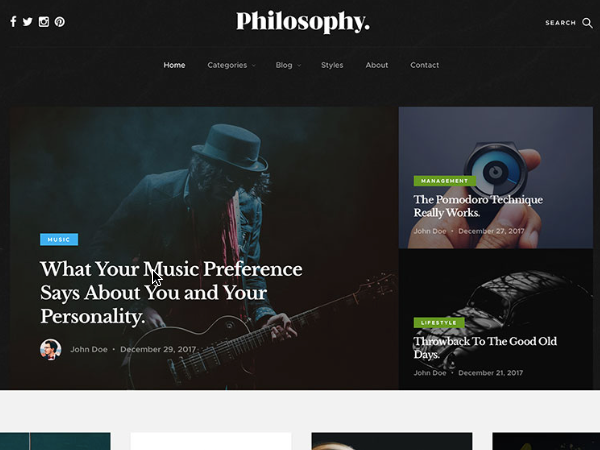 Philosophy.
SEARCH
Home Categories Blog Styles About Contact
MUSIC
What Your Music Preference
Says About You and Your
Personality.
John Doe • December 29, 2017
MANAGEMENT
The Pomodoro Technique
Really Works.
John Doe • December 27, 2017
LIFESTYLE
Throwback To The Good Old
Days.
John Doe • December 21, 2017